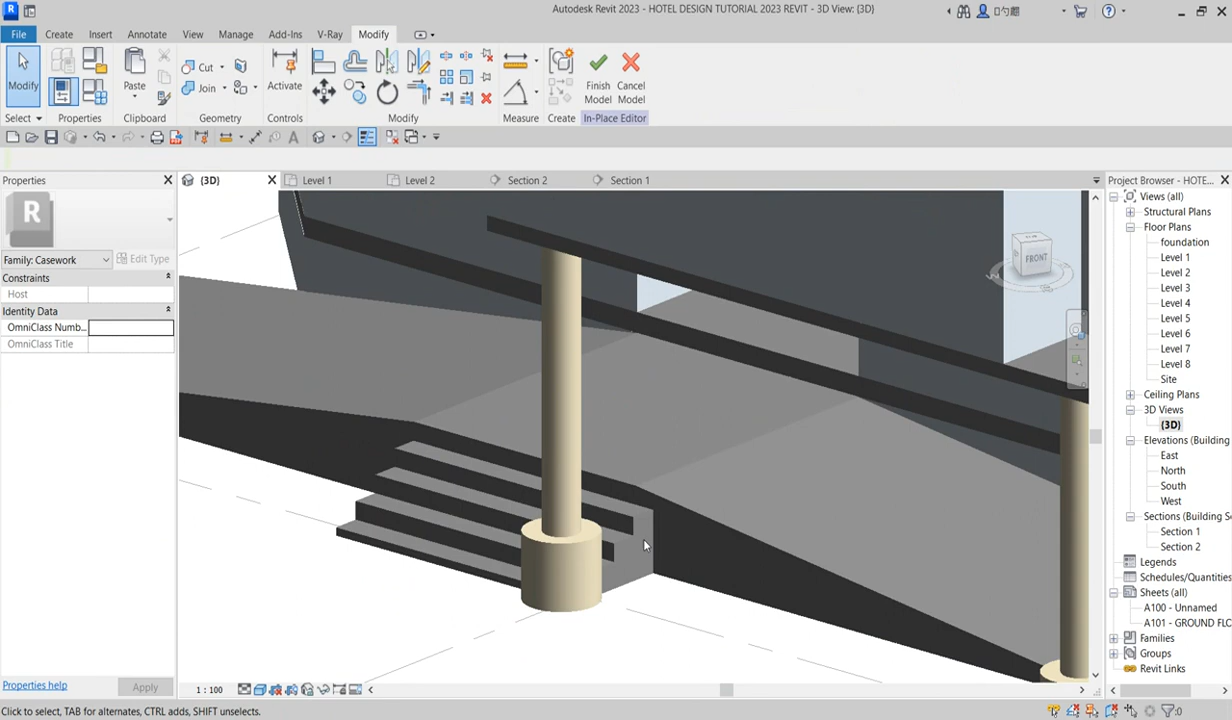 Autodesk Revit 2023 - HOTEL DESIGN TUTORIAL 2023 REVIT - 3D View: {3D}
File Create Insert Annotate View Manage Add-Ins V-Ray Modify
Modify
Paste
Cut
Join
Activate
Finish Model
Cancel Model
Select Properties Clipboard Geometry Controls Modify Measure Create In-Place Editor
Properties
{3D} Level 1 Level 2 Section 2 Section 1
Project Browser - HOTE...
R
Family: Casework
Edit Type
Constraints
Host
Identity Data
OmniClass Numb...
OmniClass Title
FRONT
Views (all)
Structural Plans
Floor Plans
foundation
Level 1
Level 2
Level 3
Level 4
Level 5
Level 6
Level 7
Level 8
Site
Ceiling Plans
3D Views
{3D}
Elevations (Building
East
North
South
West
Sections (Building S
Section 1
Section 2
Legends
Schedules/Quantities
Sheets (all)
A100 - Unnamed
A101 - GROUND FLC
Families
Groups
Revit Links
Properties help
Apply
1 : 100
Click to select, TAB for alternates, CTRL adds, SHIFT unselects.
:0